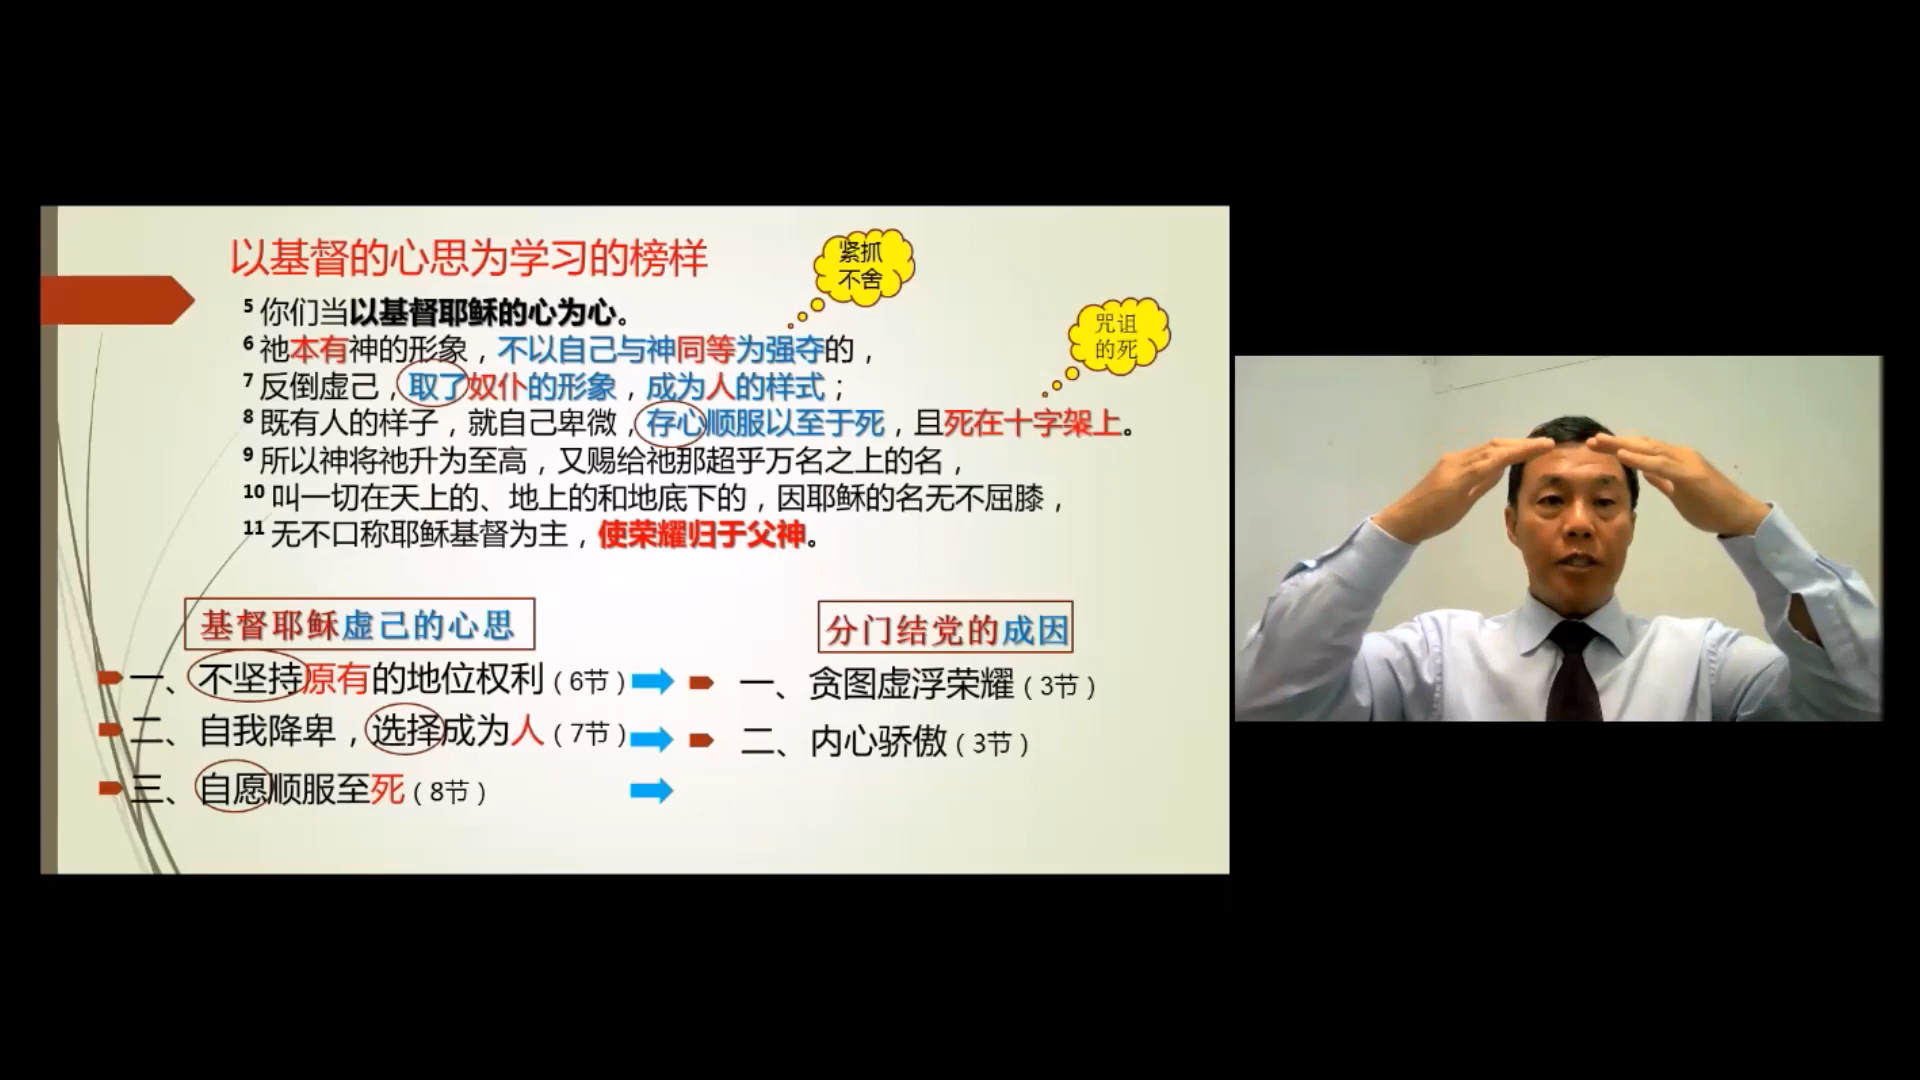 以基督的心思为学习的榜样
紧抓
不舍
5 你们当以基督耶稣的心为心。
6 祂本有神的形象，不以自己与神同等为强夺的，
7 反倒虚己，取了奴仆的形象，成为人的样式；
咒诅
的死
8 既有人的样子，就自己卑微，存心顺服以至于死，且死在十字架上。
9 所以神将祂升为至高，又赐给祂那超乎万名之上的名，
10 叫一切在天上的、地上的和地底下的，因耶稣的名无不屈膝，
11 无不口称耶稣基督为主，使荣耀归于父神。
基督耶稣虚己的心思
一、不坚持原有的地位权利（6节）
二、自我降卑，选择成为人（7节）
三、自愿顺服至死（8节）
分门结党的成因
一、贪图虚浮荣耀（3节）
二、内心骄傲（3节）